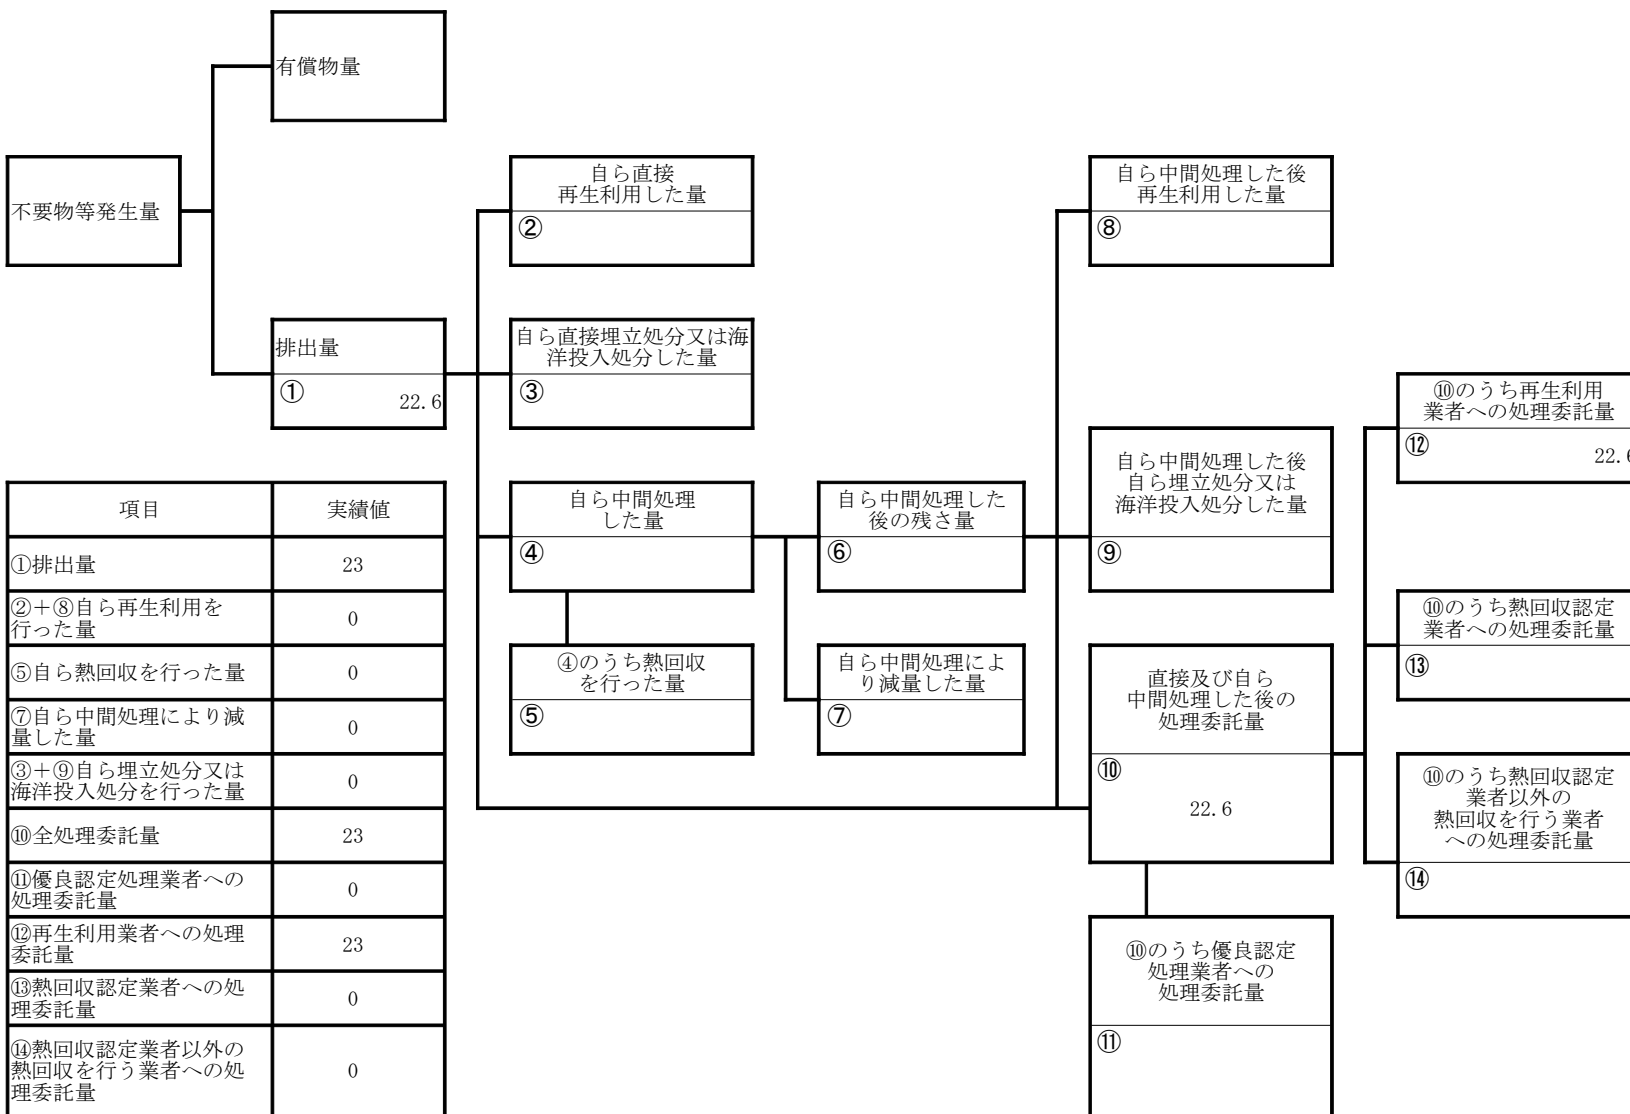 有償物量
不要物等発生量
自ら直接
再生利用した量
②
自ら中間処理した後
再生利用した量
⑧
排出量
① 22.6
自ら直接埋立処分又は海
洋投入処分した量
③
⑩のうち再生利用
業者への処理委託量
⑫ 22.6
自ら中間処理した後
自ら埋立処分又は
海洋投入処分した量
⑨
自ら中間処理
した量
④
自ら中間処理した
後の残さ量
⑥
④のうち熱回収
を行った量
⑤
自ら中間処理によ
り減量した量
⑦
⑩のうち熱回収認定
業者への処理委託量
⑬
直接及び自ら
中間処理した後の
処理委託量
⑩
22.6
⑩のうち熱回収認定
業者以外の
熱回収を行う業者
への処理委託量
⑭
⑩のうち優良認定
処理業者への
処理委託量
⑪
項目 実績値
①排出量 23
②＋⑧自ら再生利用を
行った量 0
⑤自ら熱回収を行った量 0
⑦自ら中間処理により減
量した量 0
③＋⑨自ら埋立処分又は
海洋投入処分を行った量 0
⑩全処理委託量 23
⑪優良認定処理業者への
処理委託量 0
⑫再生利用業者への処理
委託量 23
⑬熱回収認定業者への処
理委託量 0
⑭熱回収認定業者以外の
熱回収を行う業者への処 0
理委託量